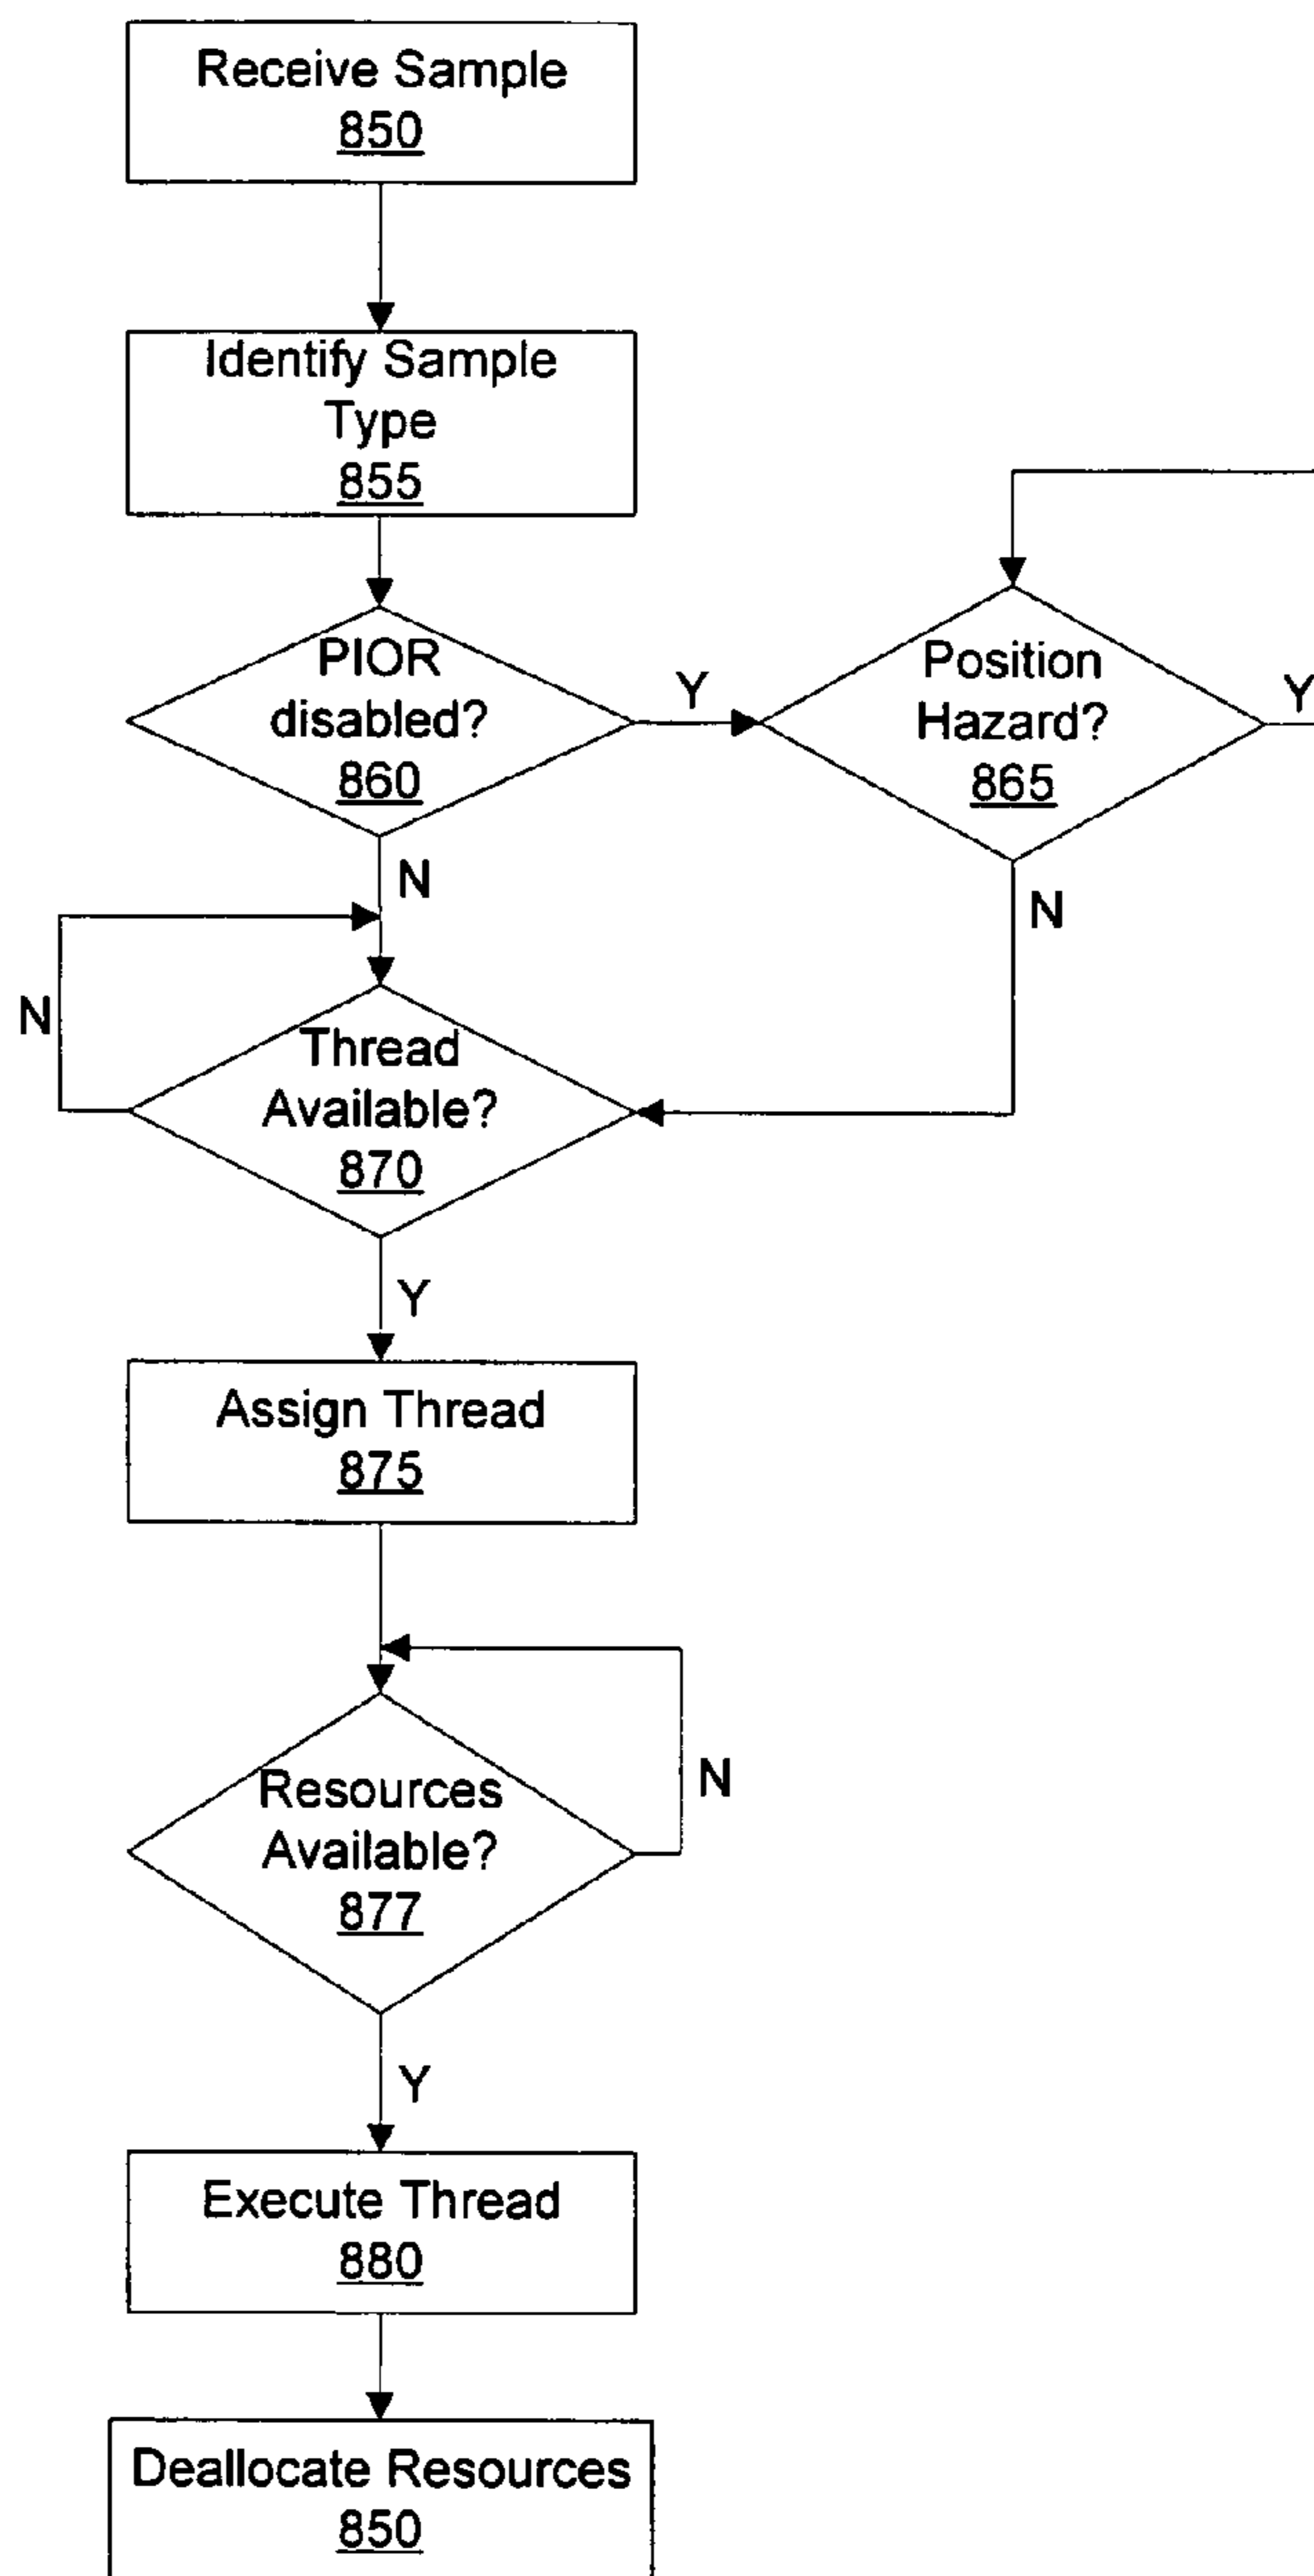 Receive Sample
850
Identify Sample
Type
855
PIOR
disabled?
860
Y
Position
Hazard?
865
Y
N
N
N
Thread
Available?
870
Y
Assign Thread
875
Resources
Available?
877
N
Y
Execute Thread
880
Deallocate Resources
850